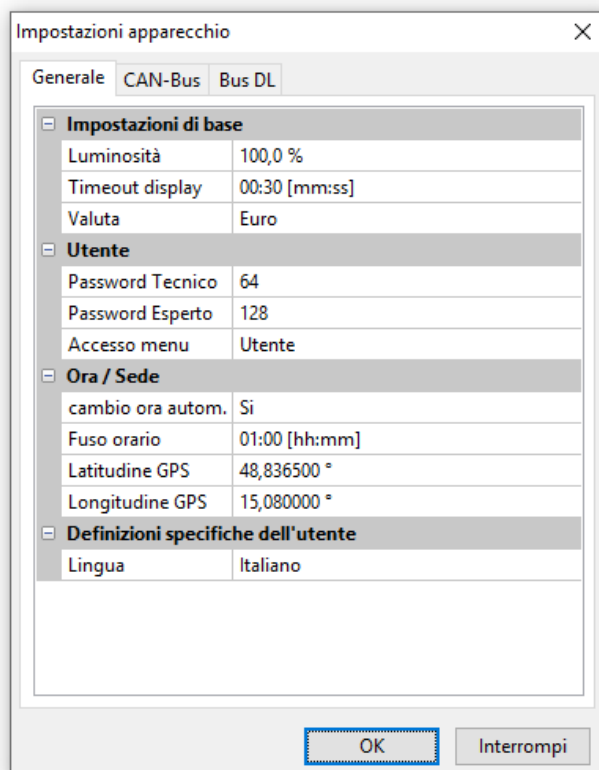 Impostazioni apparecchio
Generale CAN-Bus Bus DL
Impostazioni di base
Luminosità 100,0 %
Timeout display 00:30 [mm:ss]
Valuta Euro
Utente
Password Tecnico 64
Password Esperto 128
Accesso menu Utente
Ora / Sede
cambio ora autom. Si
Fuso orario 01:00 [hh:mm]
Latitudine GPS 48,836500 °
Longitudine GPS 15,080000 °
Definizioni specifiche dell'utente
Lingua Italiano
OK Interrompi